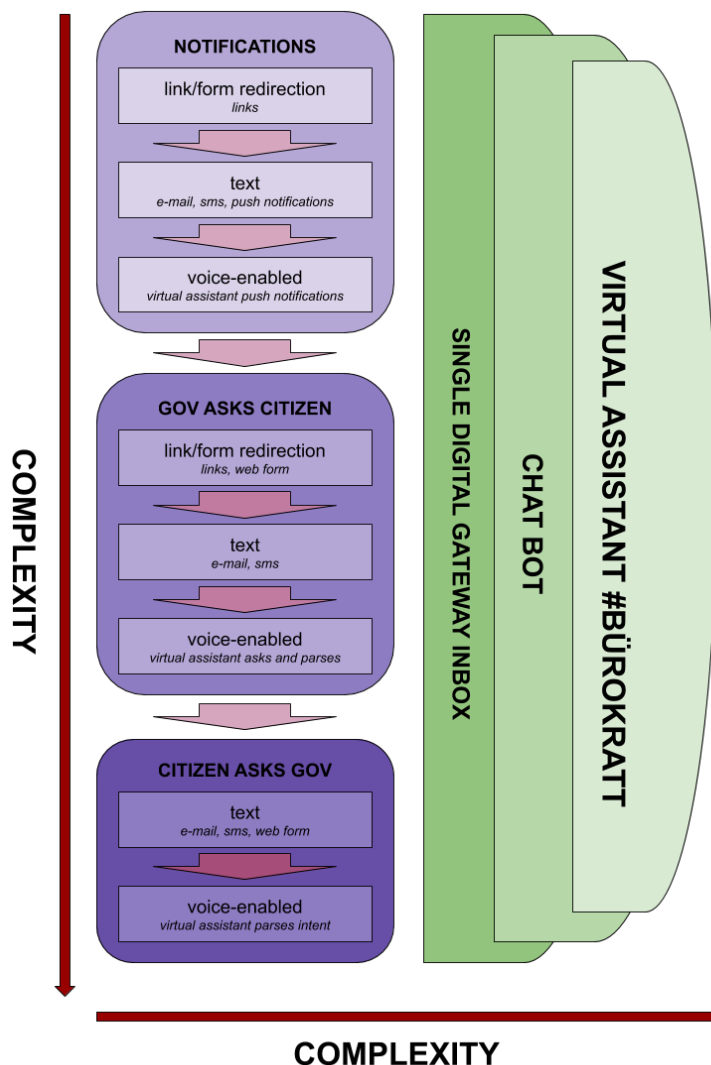 NOTIFICATIONS
link/form redirection
links
text
e-mail, sms, push notifications
voice-enabled
virtual assistant push notifications
GOV ASKS CITIZEN
link/form redirection
links, web form
text
e-mail, sms
voice-enabled
virtual assistant asks and parses
CITIZEN ASKS GOV
text
e-mail, sms, web form
voice-enabled
virtual assistant parses intent
COMPLEXITY
SINGLE DIGITAL GATEWAY INBOX
CHAT BOT
VIRTUAL ASSISTANT #BÜROKRATT
COMPLEXITY